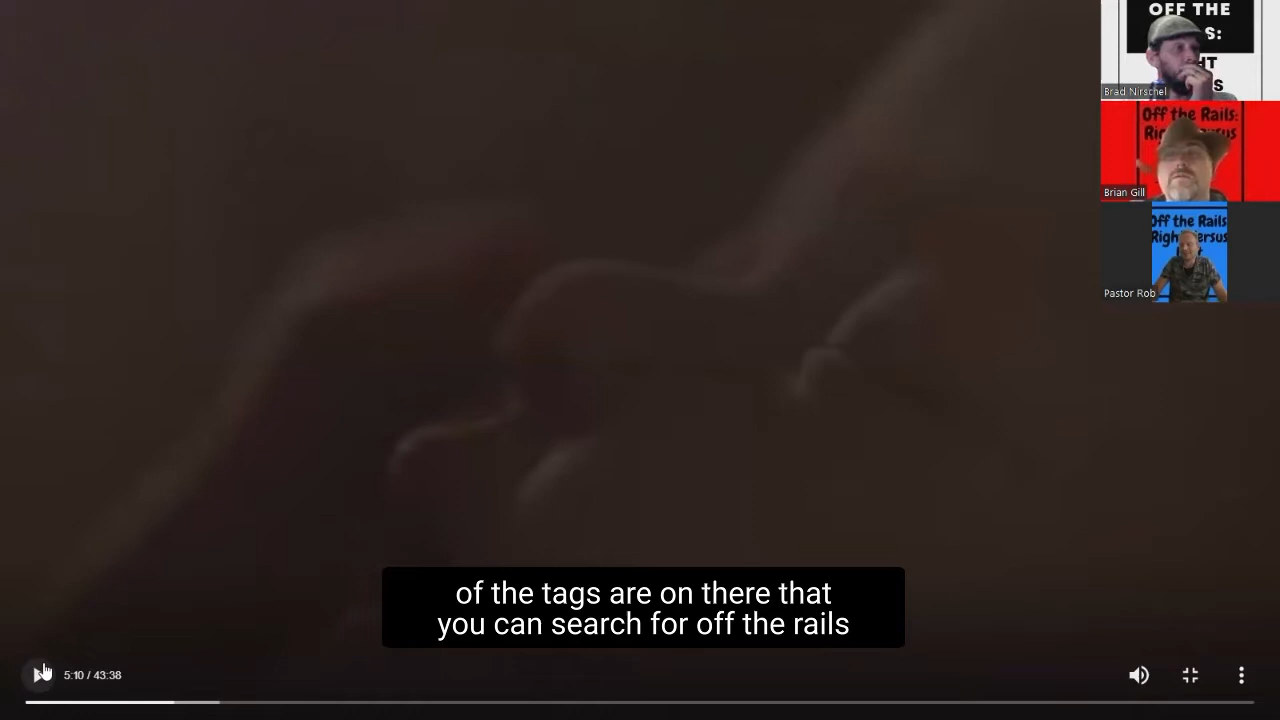 OFF THE
S:
HT
S
Brad Nirschel
Off the Rails:
Brian Gill
Off the Rails
Pastor Rob
of the tags are on there that
you can search for off the rails
5:10 / 43:38